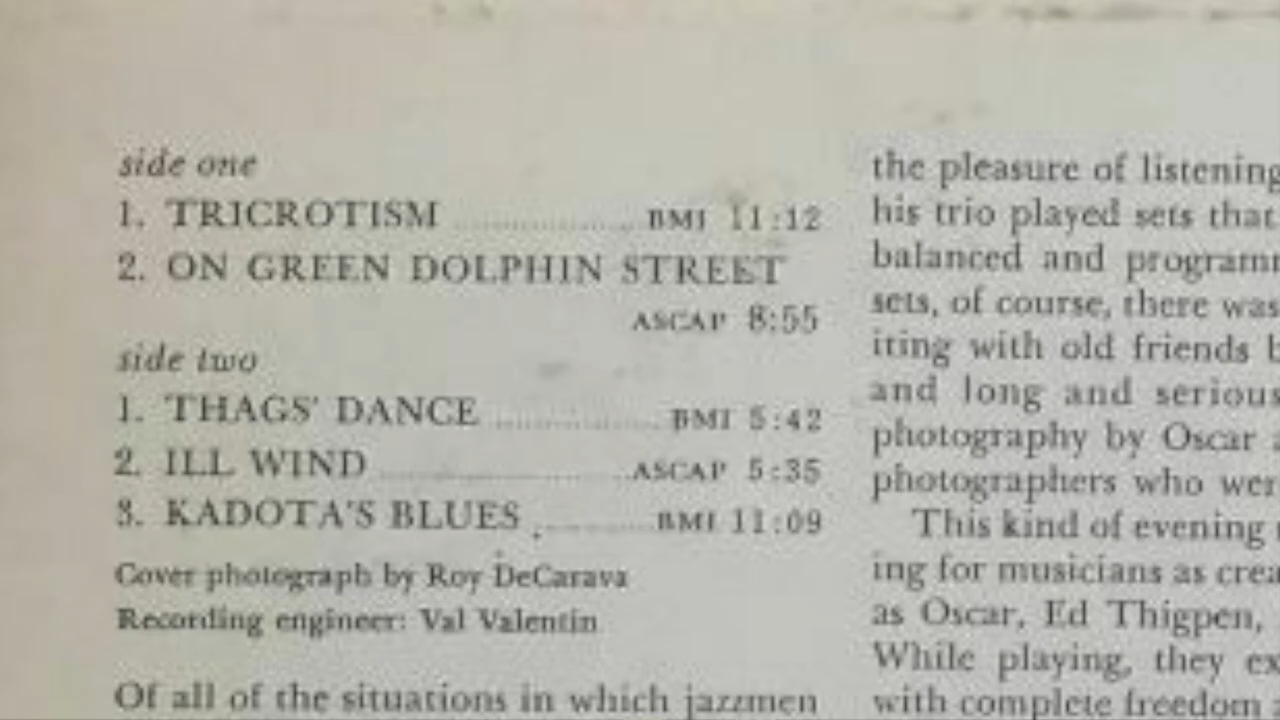 side one
1. TRICROTISM BMI 11:12
2. ON GREEN DOLPHIN STREET
ASCAP 8:55
side two
1. THAGS' DANCE BMI 5:42
2. ILL WIND ASCAP 5:35
3. KADOTA'S BLUES BMI 11:09
Cover photograph by Roy DeCarava
Recording engineer: Val Valentin
Of all of the situations in which jazzmen
the pleasure of listening
his trio played sets that
balanced and programm
sets, of course, there was
iting with old friends b
and long and serious
photography by Oscar
photographers who wer
This kind of evening
ing for musicians as crea
as Oscar, Ed Thigpen,
While playing, they ex
with complete freedom